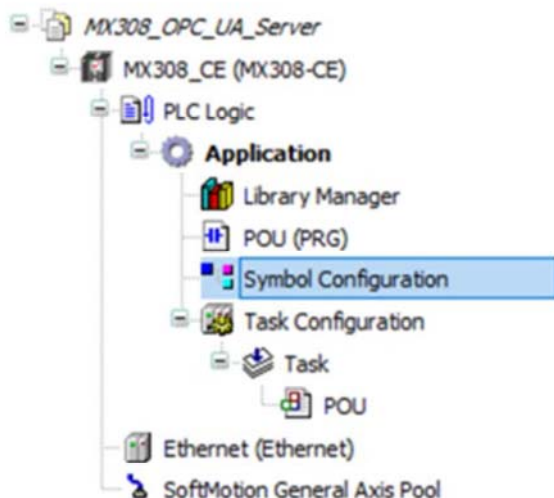 MX308_OPC_UA_Server
MX308_CE (MX308-CE)
PLC Logic
Application
Library Manager
POU (PRG)
Symbol Configuration
Task Configuration
Task
POU
Ethernet (Ethernet)
SoftMotion General Axis Pool